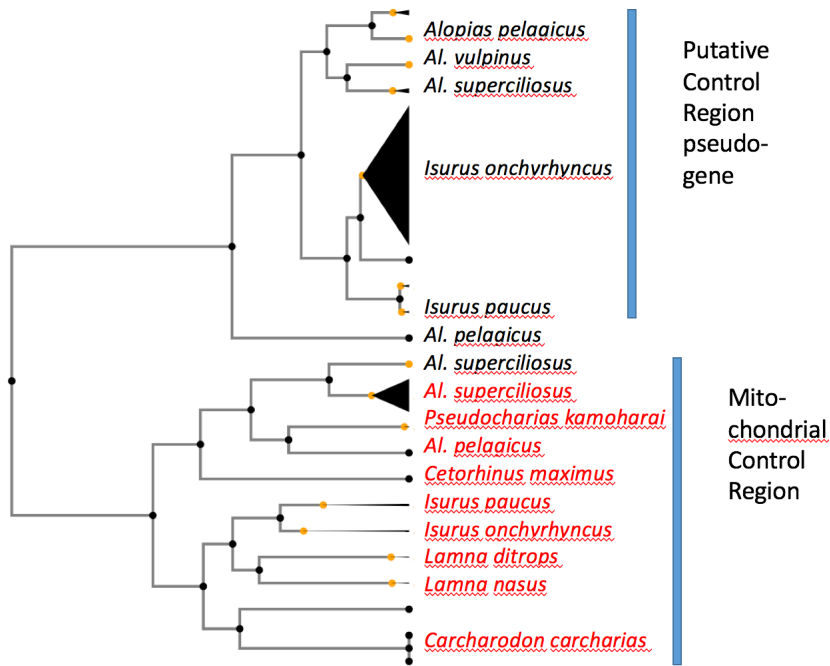 Alopias pelagicus
Al. vulpinus
Al. superciliosus
Isurus onchyrhyncus
Isurus paucus
Al. pelagicus
Al. superciliosus
Al. superciliosus
Pseudocharias kamoharai
Al. pelagicus
Cetorhinus maximus
Isurus paucus
Isurus onchyrhyncus
Lamna ditrops
Lamna nasus
Carcharodon carcharias
Putative
Control
Region
pseudo-
gene
Mito-
chondrial
Control
Region